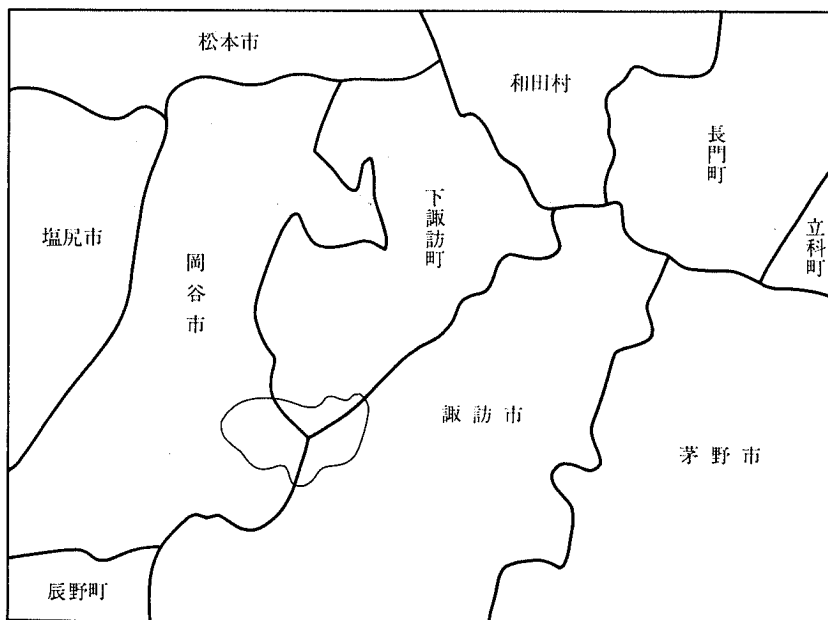 松本市
和田村
長門町
立科町
塩尻市
岡谷市
下諏訪町
諏訪市
茅野市
辰野町